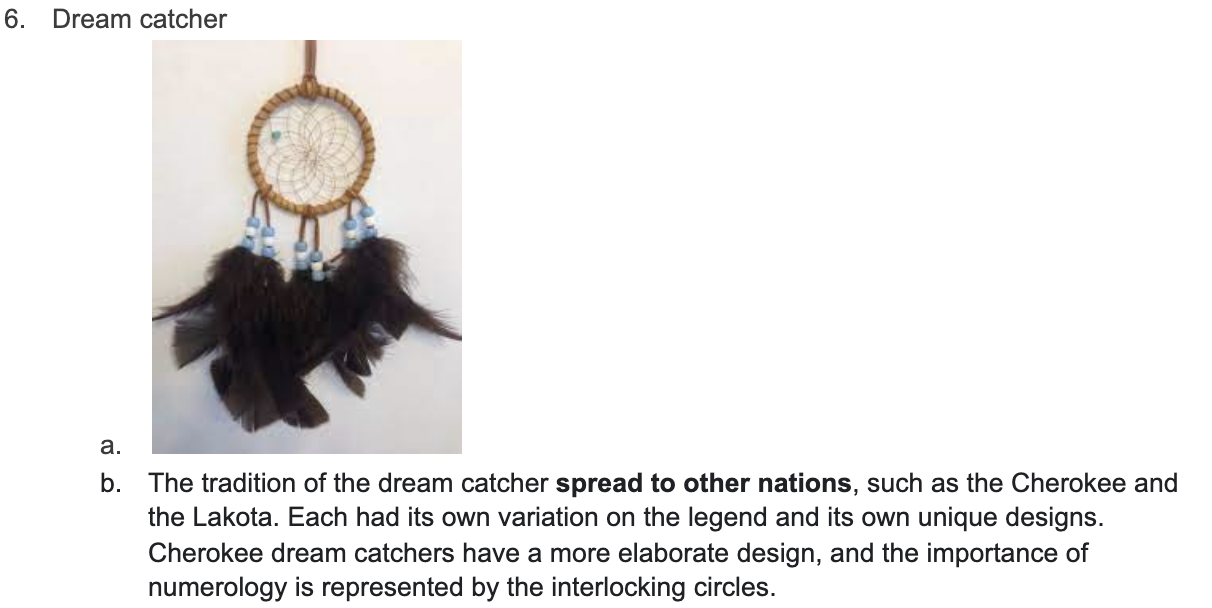 6. Dream catcher
a.
b. The tradition of the dream catcher spread to other nations, such as the Cherokee and
the Lakota. Each had its own variation on the legend and its own unique designs.
Cherokee dream catchers have a more elaborate design, and the importance of
numerology is represented by the interlocking circles.